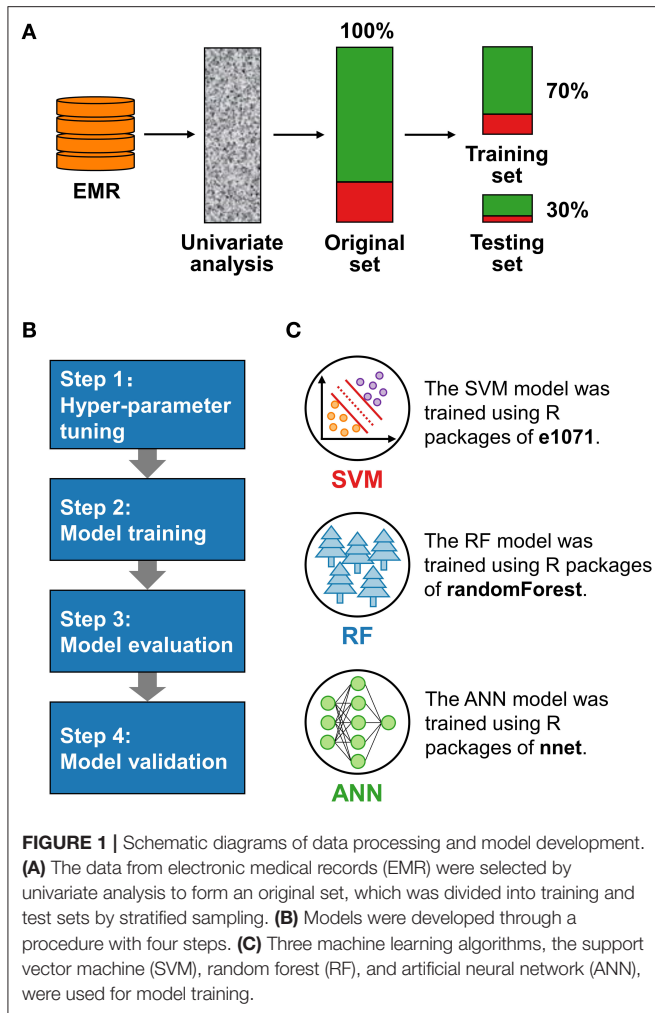 A
100%
70%
EMR
Training
set
30%
Univariate
analysis
Original
set
Testing
set
B
Step 1：
Hyper-parameter
tuning
Step 2:
Model training
Step 3:
Model evaluation
Step 4:
Model validation
C
The SVM model was
trained using R
packages of e1071.
SVM
The RF model was
trained using R packages
of randomForest.
RF
The ANN model was
trained using R
packages of nnet.
ANN
FIGURE 1 | Schematic diagrams of data processing and model development.
(A) The data from electronic medical records (EMR) were selected by
univariate analysis to form an original set, which was divided into training and
test sets by stratified sampling. (B) Models were developed through a
procedure with four steps. (C) Three machine learning algorithms, the support
vector machine (SVM), random forest (RF), and artificial neural network (ANN),
were used for model training.